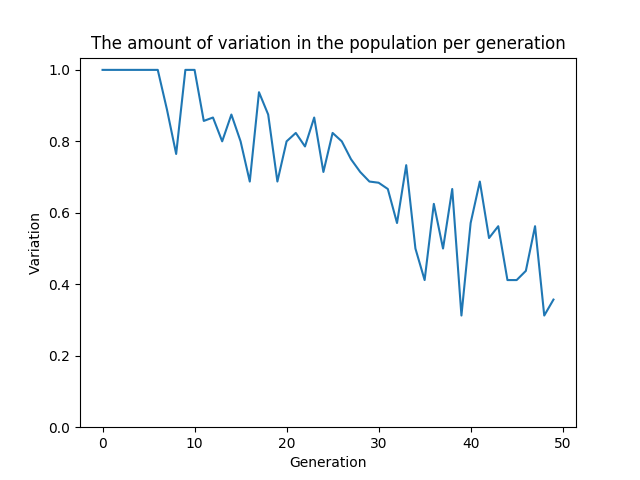 The amount of variation in the population per generation
1.0
0.8
0.6
0.4
0.2
0.0
Variation
0 10 20 30 40 50
Generation